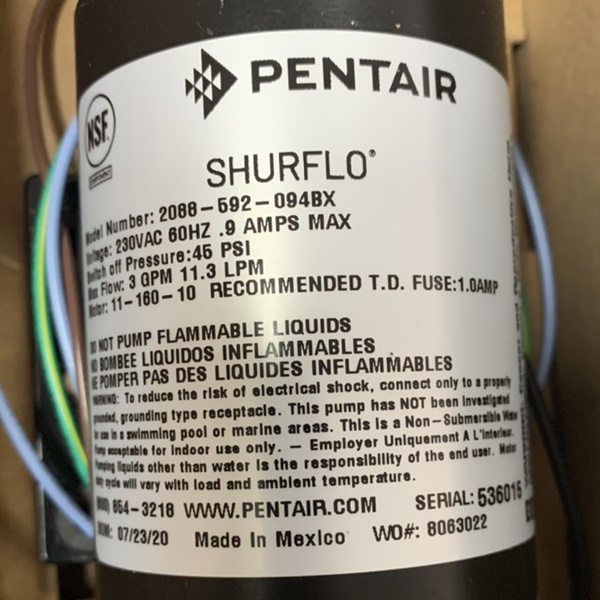 PENTAIR
NSF.
COMPONENT
SHURFLO®
Model Number: 2088-592-094BX
Voltage: 230VAC 60HZ .9 AMPS MAX
Switch off Pressure:45 PSI
Max Flow: 3 GPM 11.3 LPM
Motor: 11-160-10 RECOMMENDED T.D. FUSE:1.0AMP
DO NOT PUMP FLAMMABLE LIQUIDS
NO BOMBEE LIQUIDOS INFLAMMABLES
NE POMPER PAS DES LIQUIDES INFLAMMABLES
WARNING: To reduce the risk of electrical shock, connect only to a properly
grounded, grounding type receptacle. This pump has NOT been investigated
for use in a swimming pool or marine areas. This is a Non-Submersible Water
Pump acceptable for indoor use only. - Employer Uniquement A L'interieur.
Pumping liquids other than water is the responsibility of the end user. Motor
duty cycle will vary with load and ambient temperature.
(800) 854-3218 WWW.PENTAIR.COM SERIAL: 536015
DOM: 07/23/20 Made In Mexico WO#: 8063022